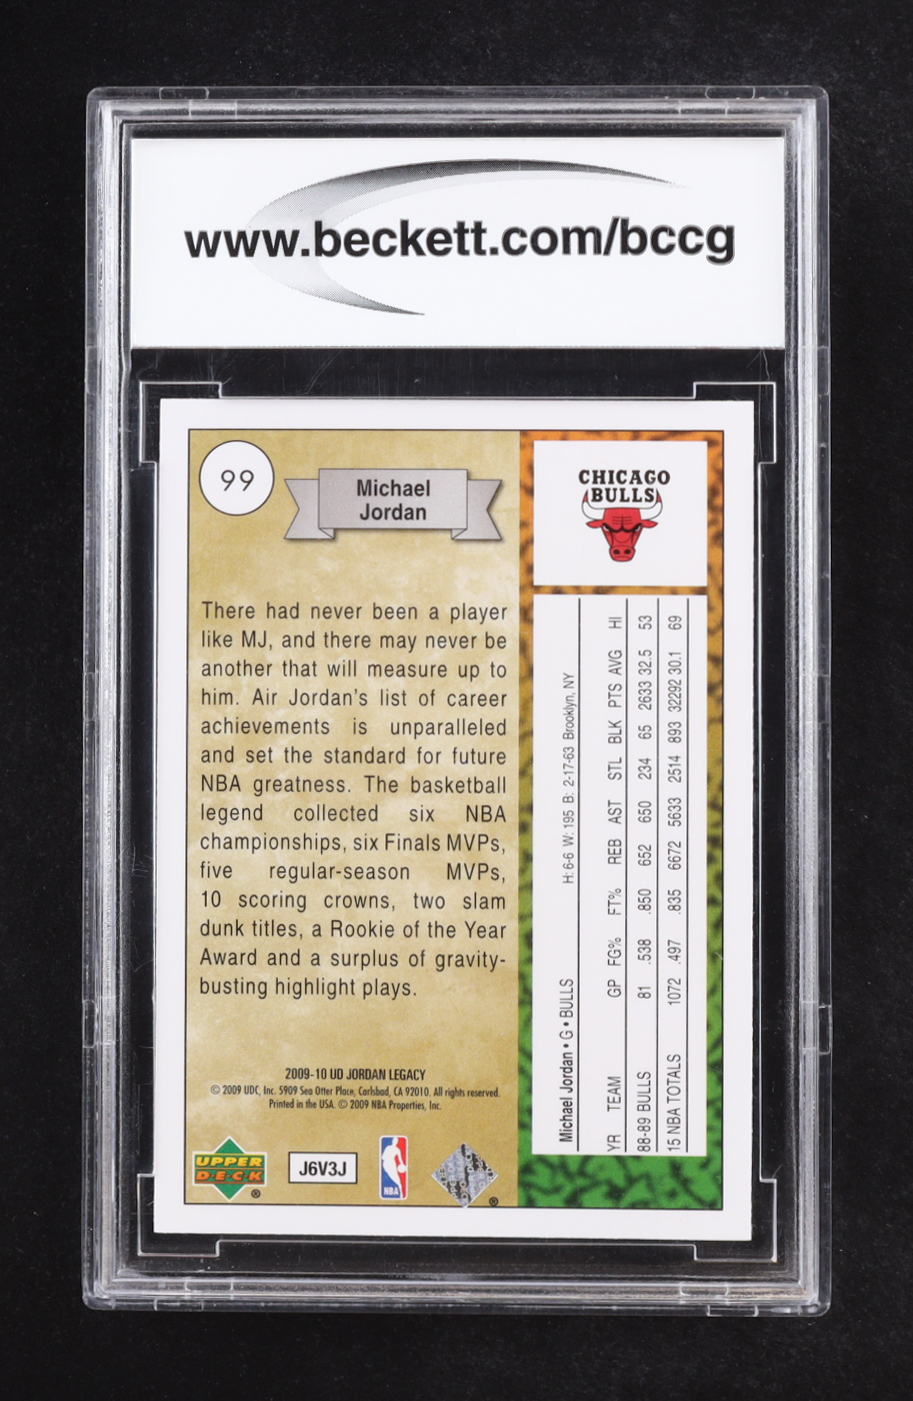 www.beckett.com/bccg
99
Michael
Jordan
CHICAGO
BULLS
There had never been a player
like MJ, and there may never be
another that will measure up to
him. Air Jordan's list of career
achievements is unparalleled
and set the standard for future
NBA greatness. The basketball
legend collected six NBA
championships, six Finals MVPs,
five regular-season MVPs,
10 scoring crowns, two slam
dunk titles, a Rookie of the Year
Award and a surplus of gravity-
busting highlight plays.
2009-10 UD JORDAN LEGACY
© 2009 UDC, Inc. 5909 Sea Otter Place, Carlsbad, CA 92010. All rights reserved.
Printed in the USA. © 2009 NBA Properties, Inc.
UPPER
DECK
®
J6V3J
NBA
®
Michael Jordan • G • BULLS H: 6-6 W: 195 B: 2-17-63 Brooklyn, NY
YR TEAM GP FG% FT% REB AST STL BLK PTS AVG HI
88-89 BULLS 81 .538 .850 652 650 234 65 2633 32.5 53
15 NBA TOTALS 1072 .497 .835 6672 5633 2514 893 32292 30.1 69